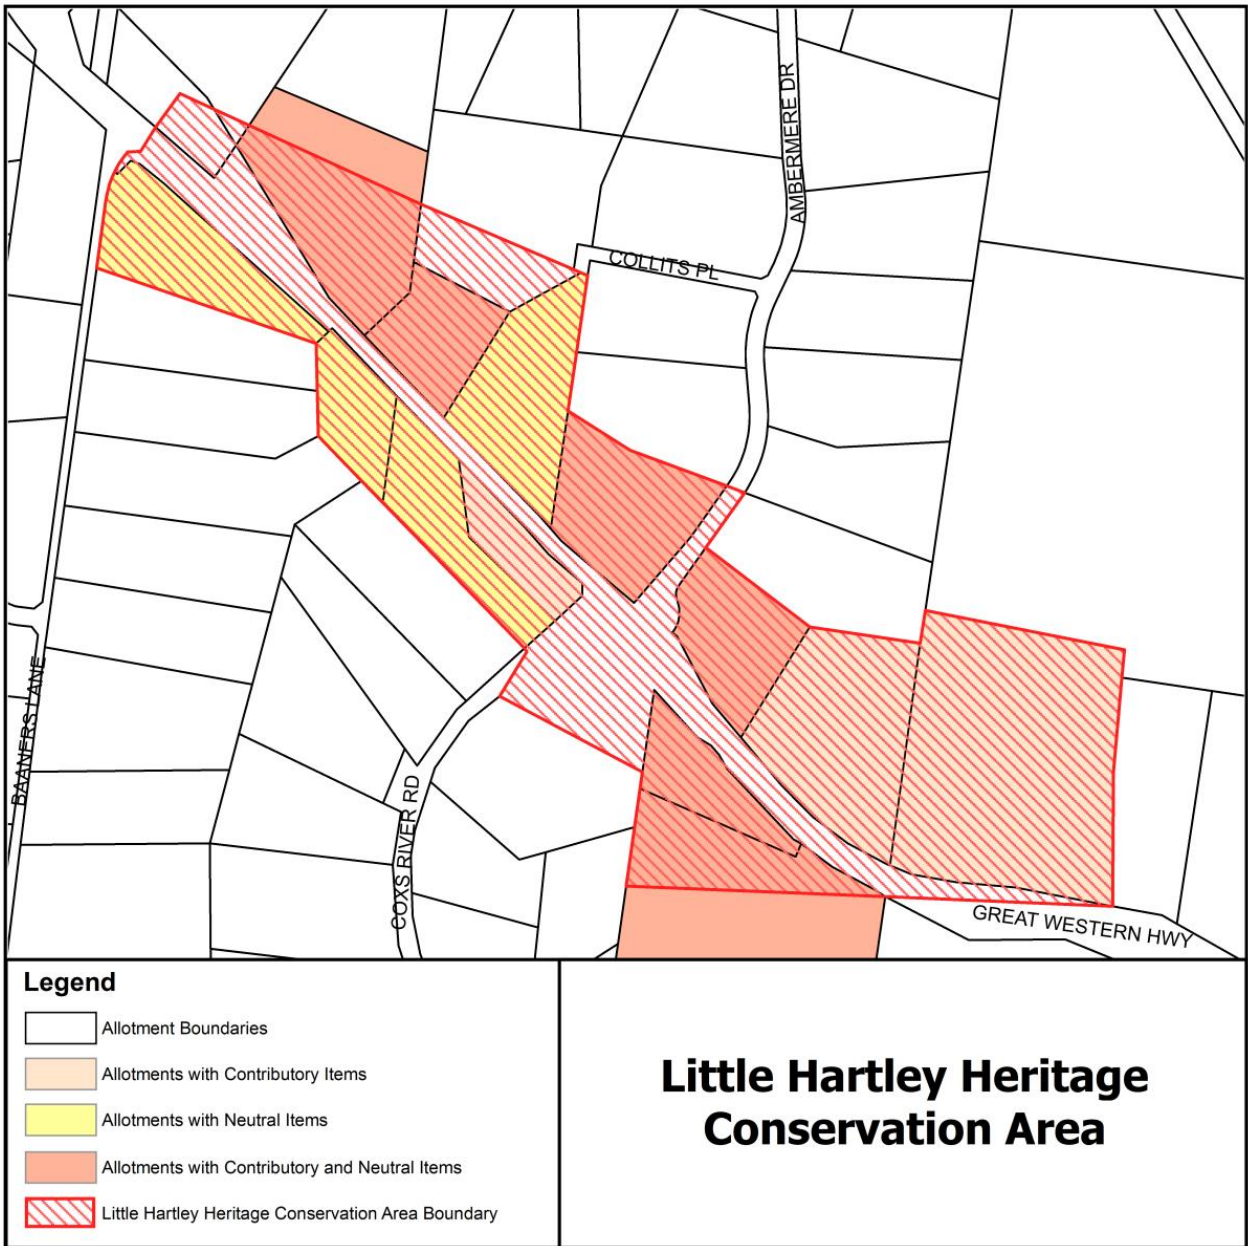 AMBERMERE DR
COLLITS PL
BAANERS LANE
COXS RIVER RD
GREAT WESTERN HWY
Legend
Allotment Boundaries
Allotments with Contributory Items
Allotments with Neutral Items
Allotments with Contributory and Neutral Items
Little Hartley Heritage Conservation Area Boundary
Little Hartley Heritage
Conservation Area